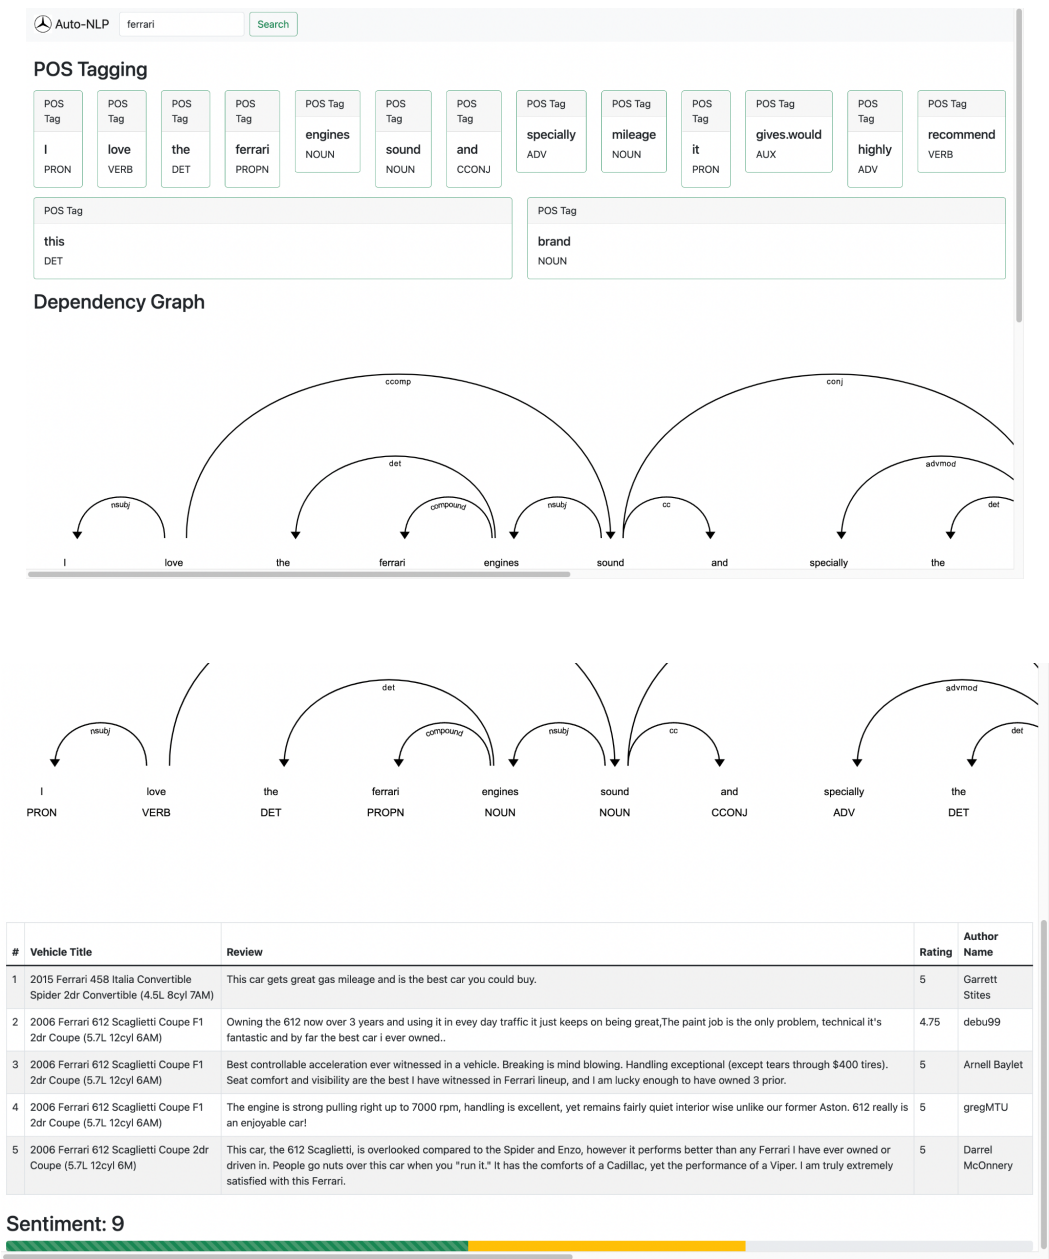 Auto-NLP ferrari Search
POS Tagging
POS Tag I PRON
POS Tag love VERB
POS Tag the DET
POS Tag ferrari PROPN
POS Tag engines NOUN
POS Tag sound NOUN
POS Tag and CCONJ
POS Tag specially ADV
POS Tag mileage NOUN
POS Tag it PRON
POS Tag gives.would AUX
POS Tag highly ADV
POS Tag recommend VERB
POS Tag this DET
POS Tag brand NOUN
Dependency Graph
ccomp conj
det advmod
nsubj compound nsubj cc det
I love the ferrari engines sound and specially the
det advmod
nsubj compound nsubj cc det
I love the ferrari engines sound and specially the
PRON VERB DET PROPN NOUN NOUN CCONJ ADV DET
# Vehicle Title Review Rating Author Name
1 2015 Ferrari 458 Italia Convertible Spider 2dr Convertible (4.5L 8cyl 7AM) This car gets great gas mileage and is the best car you could buy. 5 Garrett Stites
2 2006 Ferrari 612 Scaglietti Coupe F1 2dr Coupe (5.7L 12cyl 6AM) Owning the 612 now over 3 years and using it in evey day traffic it just keeps on being great,The paint job is the only problem, technical it's fantastic and by far the best car i ever owned.. 4.75 debu99
3 2006 Ferrari 612 Scaglietti Coupe F1 2dr Coupe (5.7L 12cyl 6AM) Best controllable acceleration ever witnessed in a vehicle. Breaking is mind blowing. Handling exceptional (except tears through $400 tires). Seat comfort and visibility are the best I have witnessed in Ferrari lineup, and I am lucky enough to have owned 3 prior. 5 Arnell Baylet
4 2006 Ferrari 612 Scaglietti Coupe F1 2dr Coupe (5.7L 12cyl 6AM) The engine is strong pulling right up to 7000 rpm, handling is excellent, yet remains fairly quiet interior wise unlike our former Aston. 612 really is an enjoyable car! 5 gregMTU
5 2006 Ferrari 612 Scaglietti Coupe 2dr Coupe (5.7L 12cyl 6M) This car, the 612 Scaglietti, is overlooked compared to the Spider and Enzo, however it performs better than any Ferrari I have ever owned or driven in. People go nuts over this car when you "run it." It has the comforts of a Cadillac, yet the performance of a Viper. I am truly extremely satisfied with this Ferrari. 5 Darrel McOnnery
Sentiment: 9